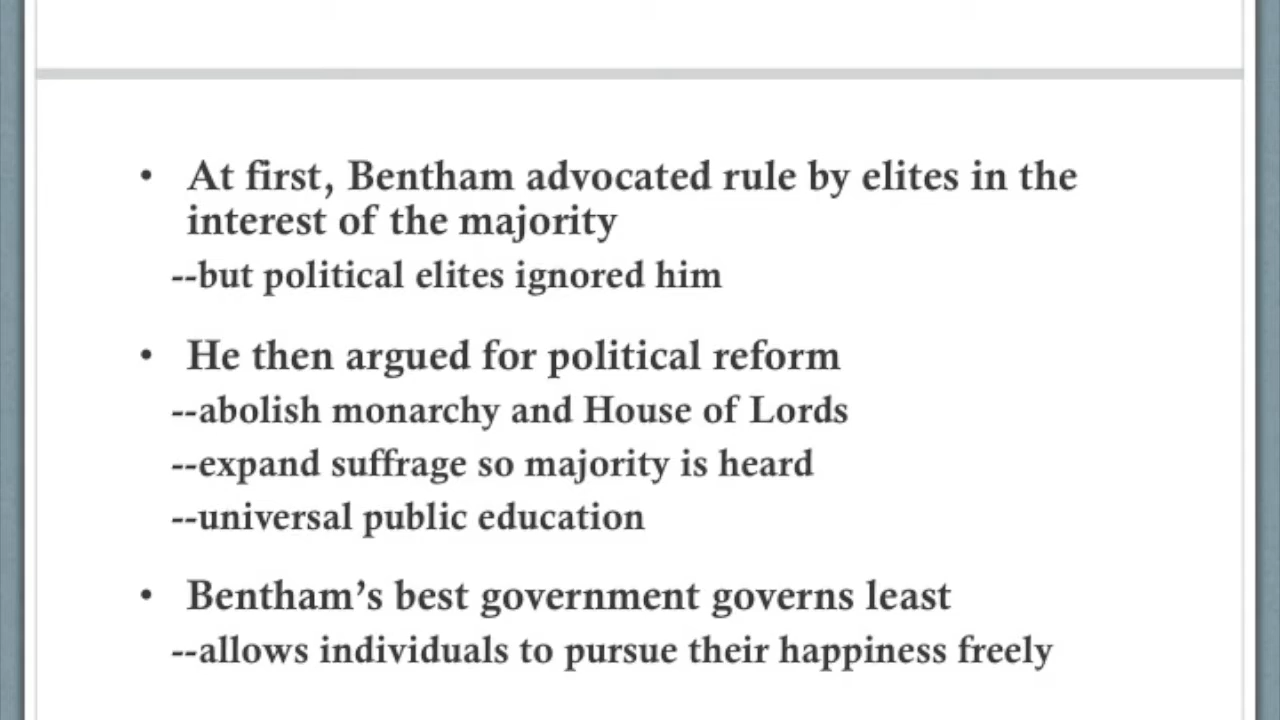 • At first, Bentham advocated rule by elites in the
interest of the majority
--but political elites ignored him
• He then argued for political reform
--abolish monarchy and House of Lords
--expand suffrage so majority is heard
--universal public education
• Bentham’s best government governs least
--allows individuals to pursue their happiness freely